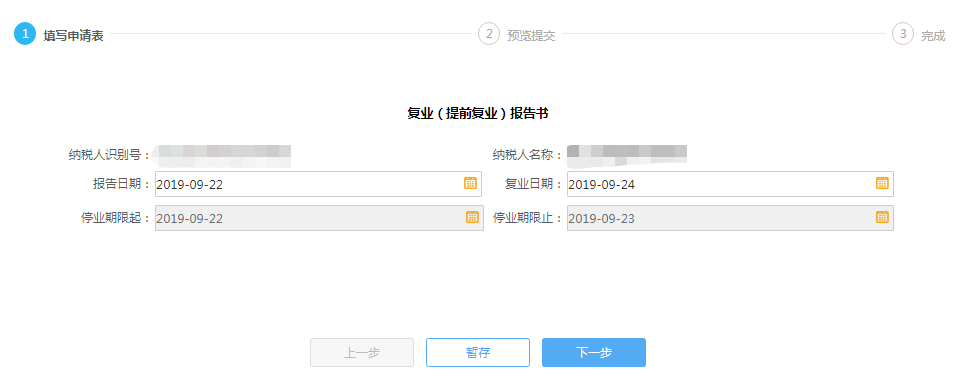 1 填写申请表 2 预览提交 3 完成
复业（提前复业）报告书
纳税人识别号： 纳税人名称：
报告日期： 2019-09-22 复业日期： 2019-09-24
停业期限起： 2019-09-22 停业期限止： 2019-09-23
上一步 暂存 下一步